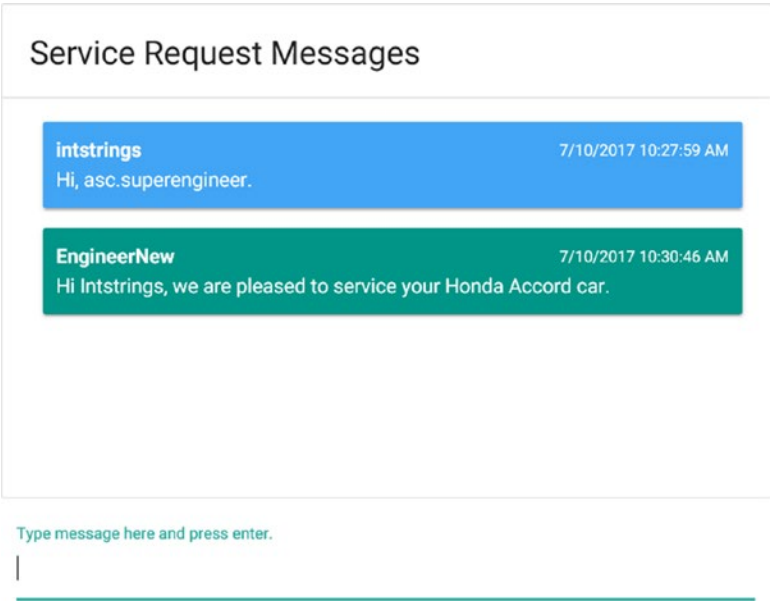 Service Request Messages
intstrings 7/10/2017 10:27:59 AM
Hi, asc.superengineer.
EngineerNew 7/10/2017 10:30:46 AM
Hi Intstrings, we are pleased to service your Honda Accord car.
Type message here and press enter.